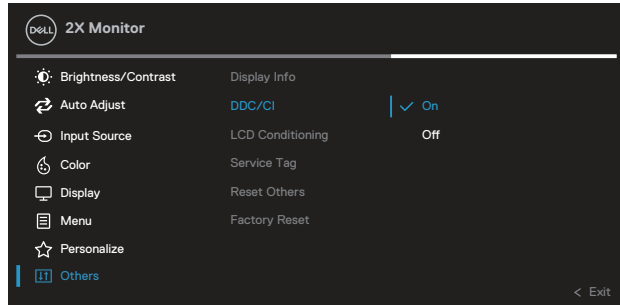 DELL 2X Monitor
Brightness/Contrast Display Info
Auto Adjust DDC/CI On
Input Source LCD Conditioning Off
Color Service Tag
Display Reset Others
Menu Factory Reset
Personalize
Others
< Exit